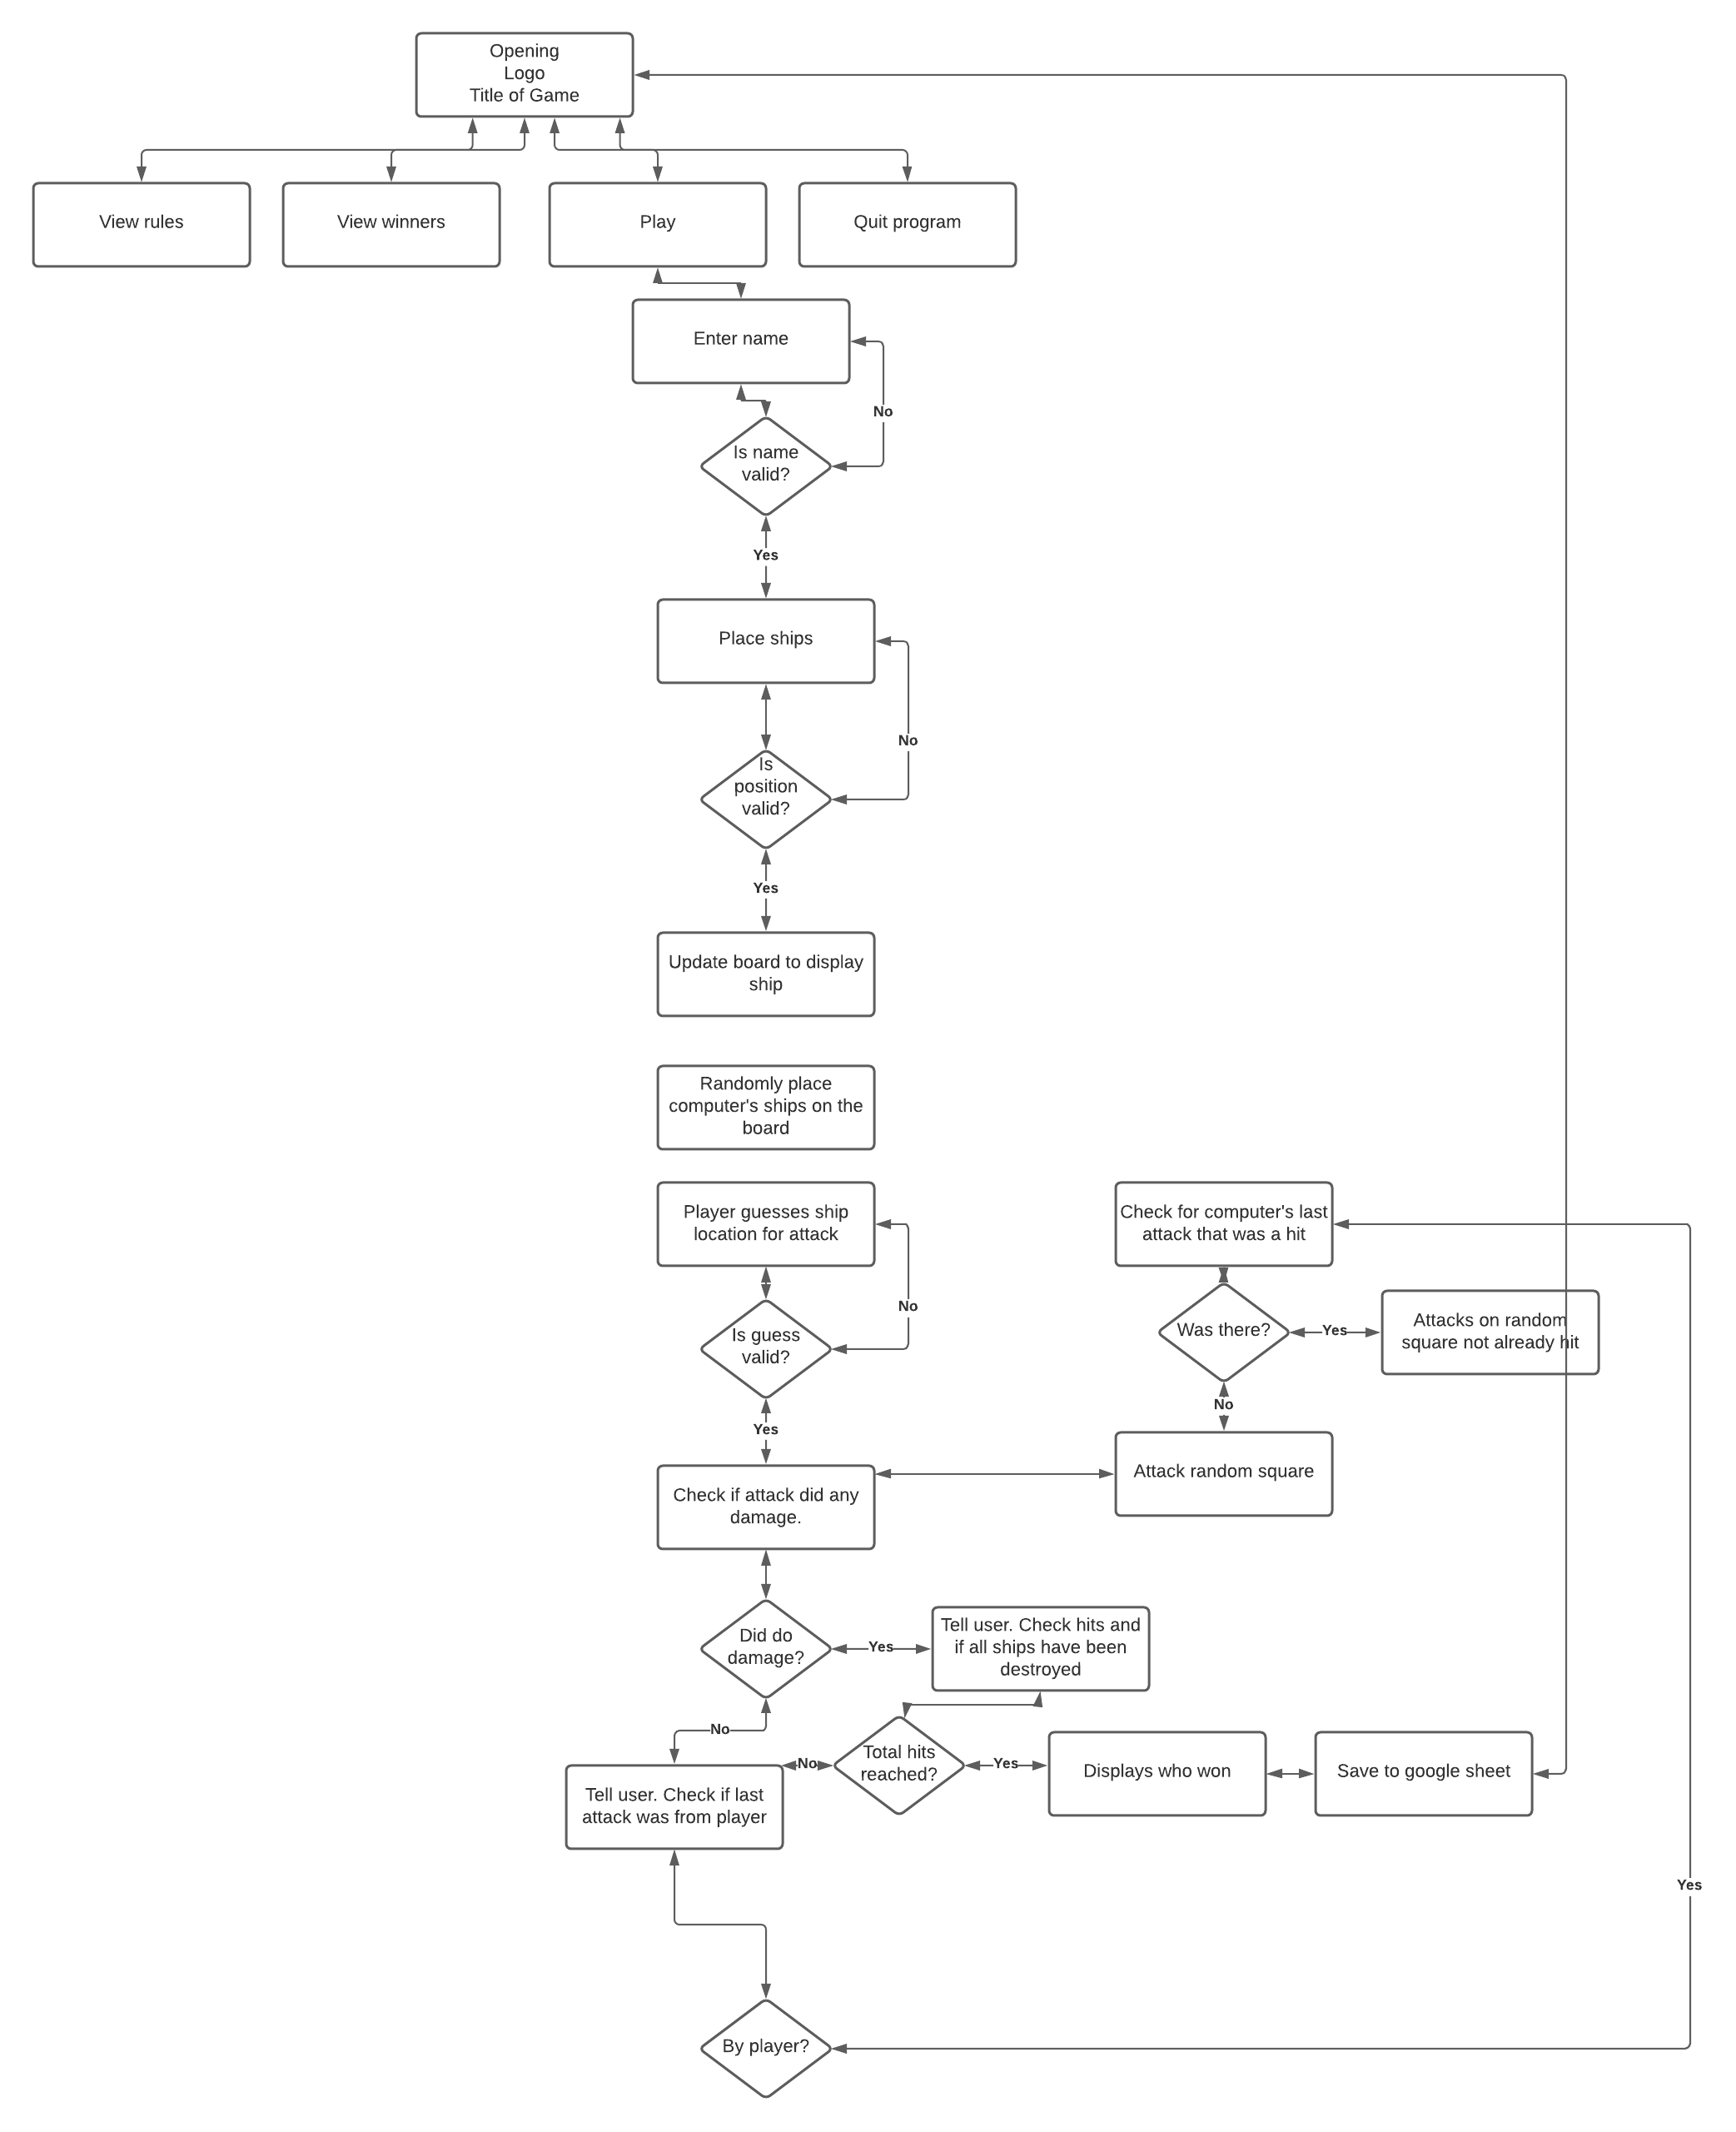 Opening
Logo
Title of Game
View rules
View winners
Play
Quit program
Enter name
No
Is name
valid?
Yes
Place ships
No
Is
position
valid?
Yes
Update board to display
ship
Randomly place
computer's ships on the
board
Player guesses ship
location for attack
Check for computer's last
attack that was a hit
No
Is guess
valid?
Was there?
Yes
Attacks on random
square not already hit
No
Yes
Attack random square
Check if attack did any
damage.
Did do
damage?
Yes
Tell user. Check hits and
if all ships have been
destroyed
No
Total hits
reached?
No
Yes
Displays who won
Save to google sheet
Tell user. Check if last
attack was from player
Yes
By player?